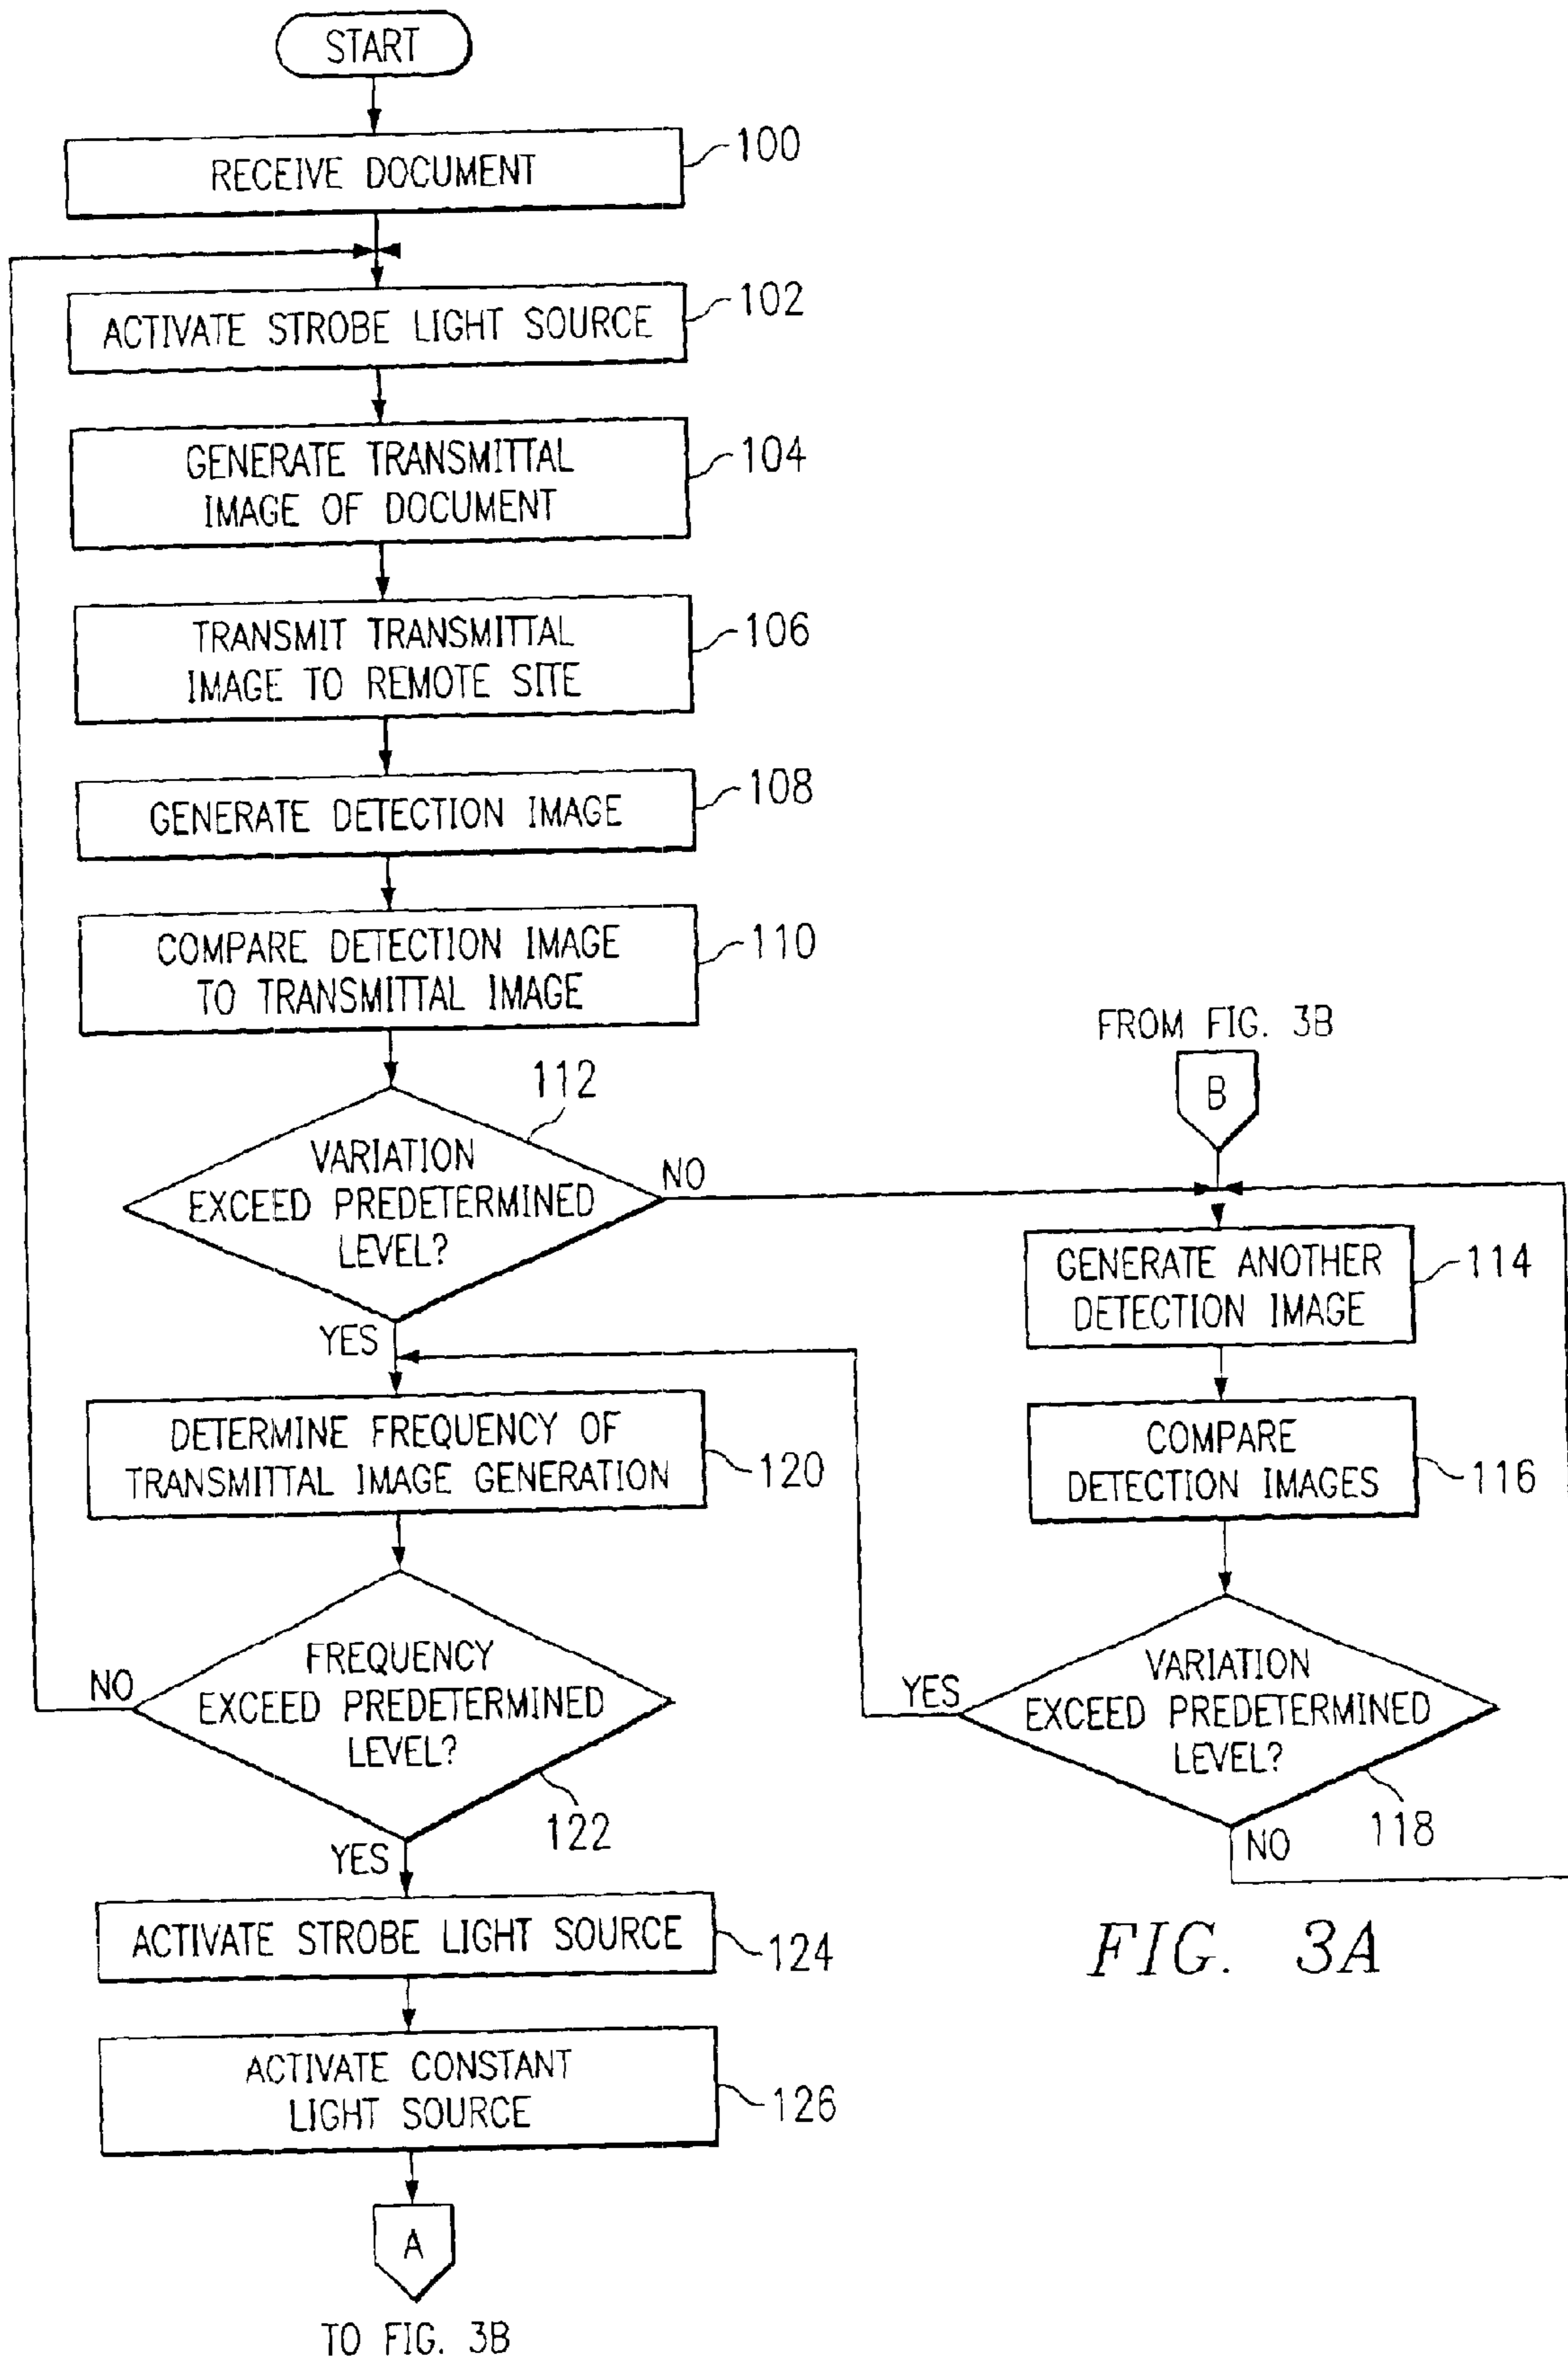 START
RECEIVE DOCUMENT
100
ACTIVATE STROBE LIGHT SOURCE
102
GENERATE TRANSMITTAL
IMAGE OF DOCUMENT
104
TRANSMIT TRANSMITTAL
IMAGE TO REMOTE SITE
106
GENERATE DETECTION IMAGE
108
COMPARE DETECTION IMAGE
TO TRANSMITTAL IMAGE
110
112
VARIATION
EXCEED PREDETERMINED
LEVEL?
NO
YES
FROM FIG. 3B
B
GENERATE ANOTHER
DETECTION IMAGE
114
COMPARE
DETECTION IMAGES
116
VARIATION
EXCEED PREDETERMINED
LEVEL?
YES
118
NO
DETERMINE FREQUENCY OF
TRANSMITTAL IMAGE GENERATION
120
FREQUENCY
EXCEED PREDETERMINED
LEVEL?
NO
122
YES
ACTIVATE STROBE LIGHT SOURCE
124
ACTIVATE CONSTANT
LIGHT SOURCE
126
A
TO FIG. 3B
FIG. 3A